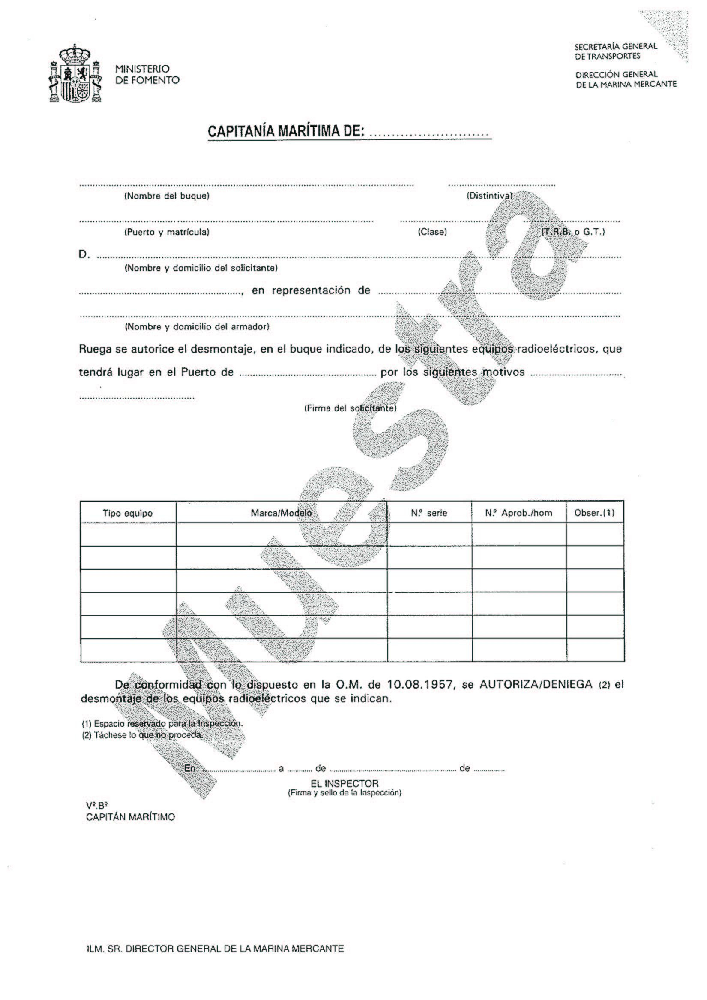 MINISTERIO
DE FOMENTO
SECRETARÍA GENERAL
DE TRANSPORTES
DIRECCIÓN GENERAL
DE LA MARINA MERCANTE
CAPITANÍA MARÍTIMA DE: ...........................
(Nombre del buque) (Distintiva)
(Puerto y matrícula) (Clase) (T.R.B. o G.T.)
D. ...........................
(Nombre y domicilio del solicitante)
..........................., en representación de ...........................
(Nombre y domicilio del armador)
Ruega se autorice el desmontaje, en el buque indicado, de los siguientes equipos radioeléctricos, que
tendrá lugar en el Puerto de ........................... por los siguientes motivos ...........................
(Firma del solicitante)
Tipo equipo Marca/Modelo N.º serie N.º Aprob./hom Obser.(1)
De conformidad con lo dispuesto en la O.M. de 10.08.1957, se AUTORIZA/DENIEGA (2) el
desmontaje de los equipos radioeléctricos que se indican.
(1) Espacio reservado para la Inspección.
(2) Táchese lo que no proceda.
En ........................... a ........... de ........................... de .............
EL INSPECTOR
(Firma y sello de la Inspección)
Vº.Bº
CAPITÁN MARÍTIMO
ILM. SR. DIRECTOR GENERAL DE LA MARINA MERCANTE
Muestra